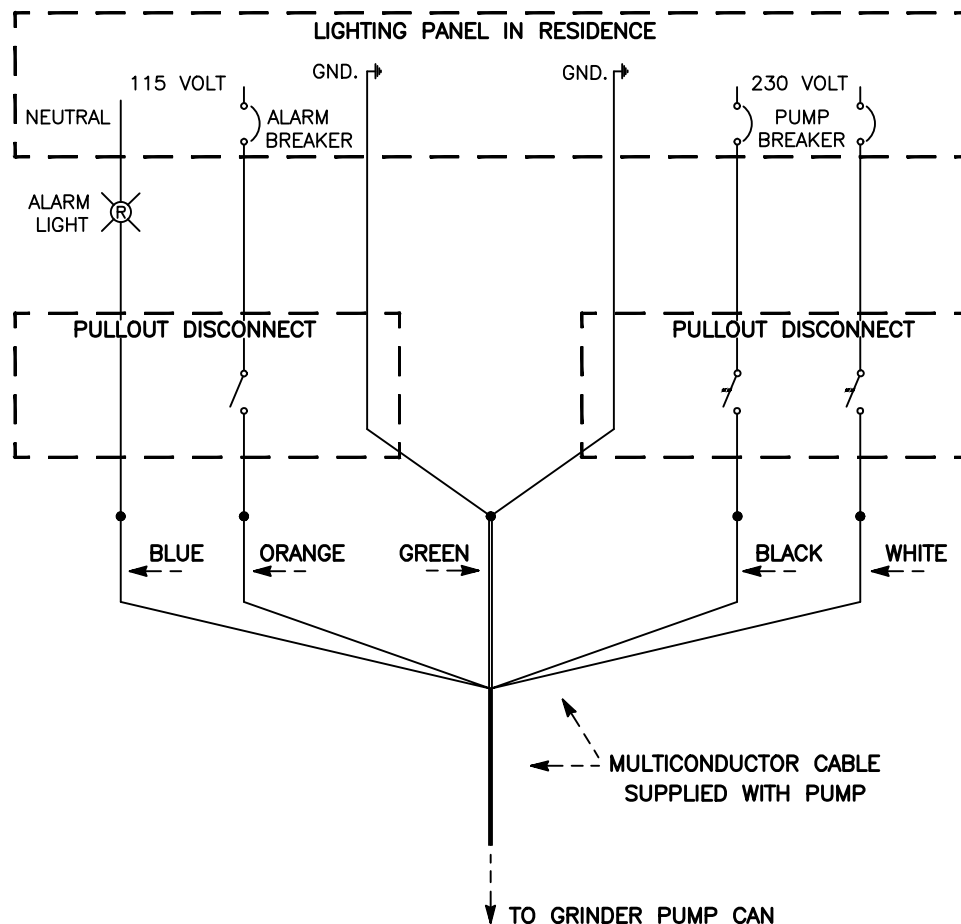 LIGHTING PANEL IN RESIDENCE
115 VOLT
GND.
GND.
230 VOLT
NEUTRAL
ALARM
BREAKER
PUMP
BREAKER
ALARM
LIGHT
R
PULLOUT DISCONNECT
PULLOUT DISCONNECT
BLUE
ORANGE
GREEN
BLACK
WHITE
MULTICONDUCTOR CABLE
SUPPLIED WITH PUMP
TO GRINDER PUMP CAN